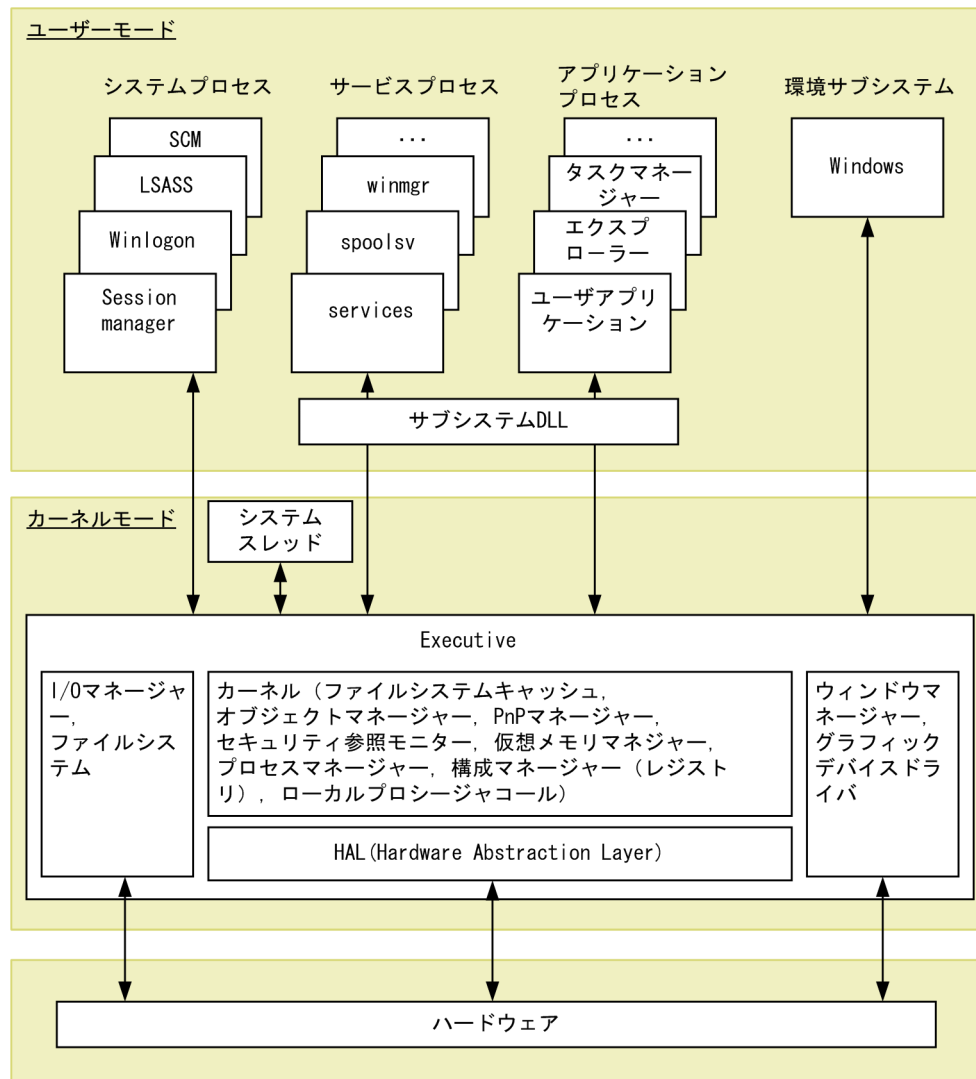 ユーザーモード
システムプロセス
サービスプロセス
アプリケーション
プロセス
環境サブシステム
SCM
LSASS
Winlogon
Session
manager
...
winmgr
spoolsv
services
...
タスクマネー
ジャー
エクスプ
ローラー
ユーザアプリ
ケーション
Windows
サブシステムDLL
カーネルモード
システム
スレッド
Executive
I/Oマネージャ
ー,
ファイルシス
テム
カーネル（ファイルシステムキャッシュ,
オブジェクトマネージャー, PnPマネージャー,
セキュリティ参照モニター, 仮想メモリマネジャー,
プロセスマネージャー, 構成マネージャー（レジスト
リ）, ローカルプロシージャコール）
HAL(Hardware Abstraction Layer)
ウィンドウマ
ネージャー,
グラフィック
デバイスドラ
イバ
ハードウェア